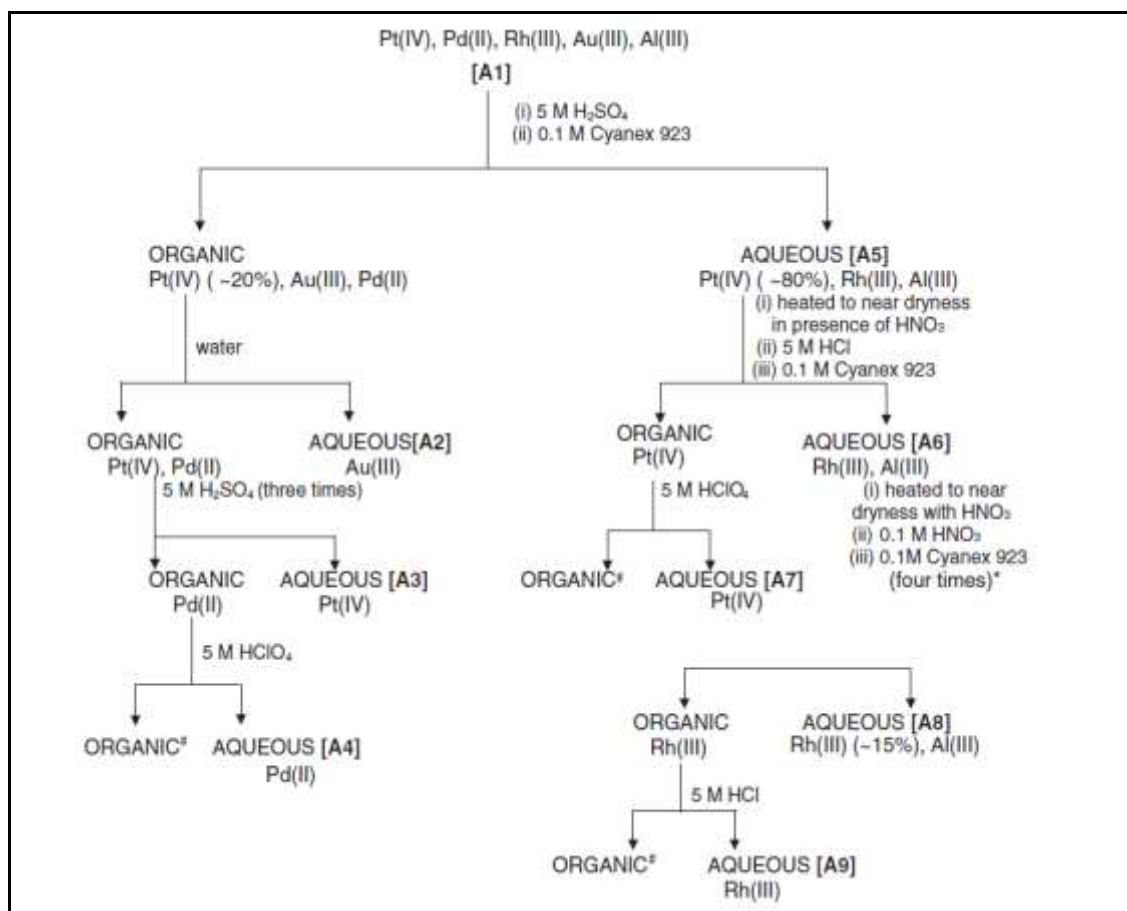 Pt(IV), Pd(II), Rh(III), Au(III), Al(III)
[A1]
(i) 5 M H₂SO₄
(ii) 0.1 M Cyanex 923
ORGANIC
Pt(IV) ( ~20%), Au(III), Pd(II)
AQUEOUS [A5]
Pt(IV) ( ~80%), Rh(III), Al(III)
(i) heated to near dryness
in presence of HNO₃
(ii) 5 M HCl
(iii) 0.1 M Cyanex 923
water
ORGANIC
Pt(IV), Pd(II)
AQUEOUS[A2]
Au(III)
ORGANIC
Pt(IV)
AQUEOUS [A6]
Rh(III), Al(III)
5 M H₂SO₄ (three times)
5 M HClO₄
(i) heated to near
dryness with HNO₃
(ii) 0.1 M HNO₃
(iii) 0.1M Cyanex 923
(four times)*
ORGANIC
Pd(II)
AQUEOUS [A3]
Pt(IV)
ORGANIC#
AQUEOUS [A7]
Pt(IV)
5 M HClO₄
ORGANIC#
AQUEOUS [A4]
Pd(II)
ORGANIC
Rh(III)
AQUEOUS [A8]
Rh(III) (~15%), Al(III)
5 M HCl
ORGANIC#
AQUEOUS [A9]
Rh(III)